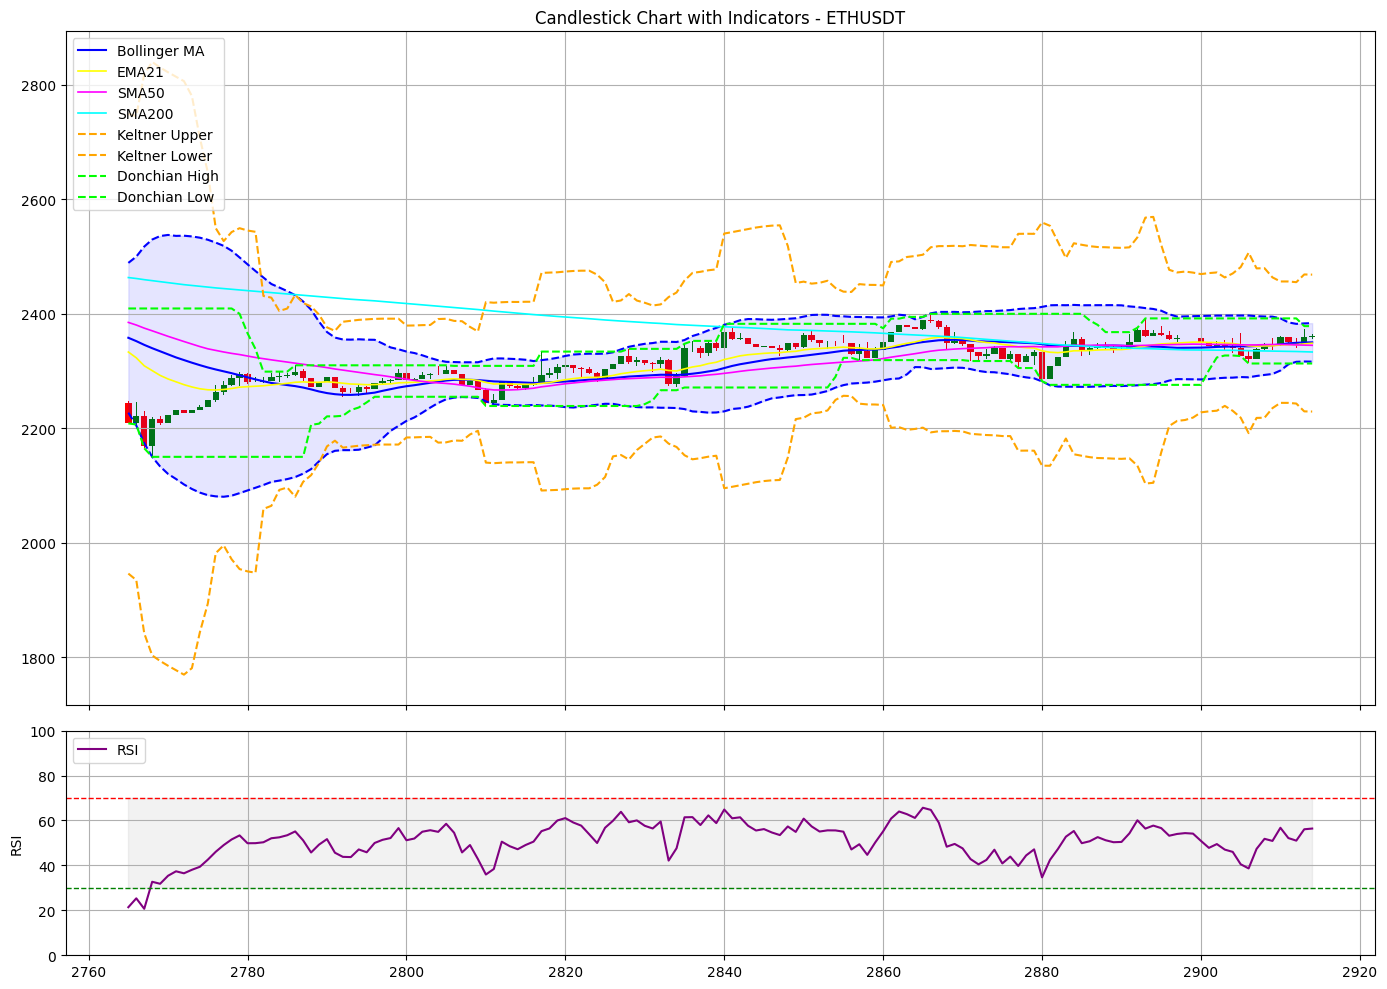 Candlestick Chart with Indicators - ETHUSDT
Bollinger MA
EMA21
SMA50
SMA200
Keltner Upper
Keltner Lower
Donchian High
Donchian Low
2800
2600
2400
2200
2000
1800
RSI
100
80
60
40
20
0
RSI
2760 2780 2800 2820 2840 2860 2880 2900 2920